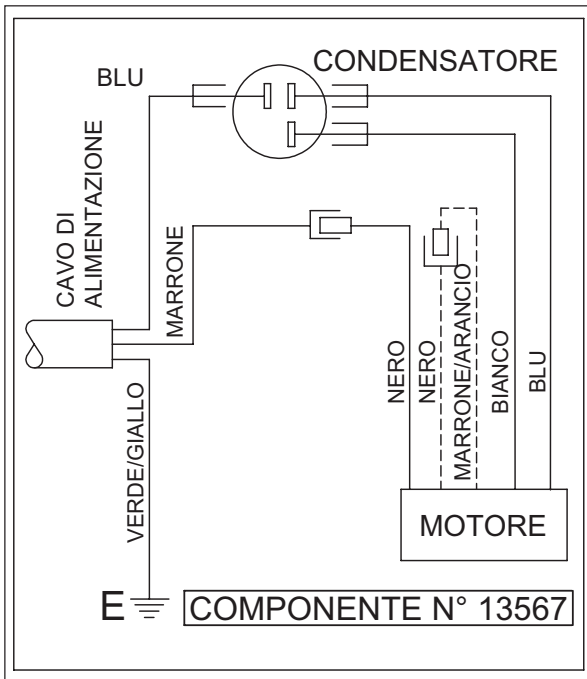 CONDENSATORE
BLU
CAVO DI
ALIMENTAZIONE
MARRONE
VERDE/GIALLO
NERO
NERO
MARRONE/ARANCIO
BIANCO
BLU
MOTORE
E
COMPONENTE N° 13567